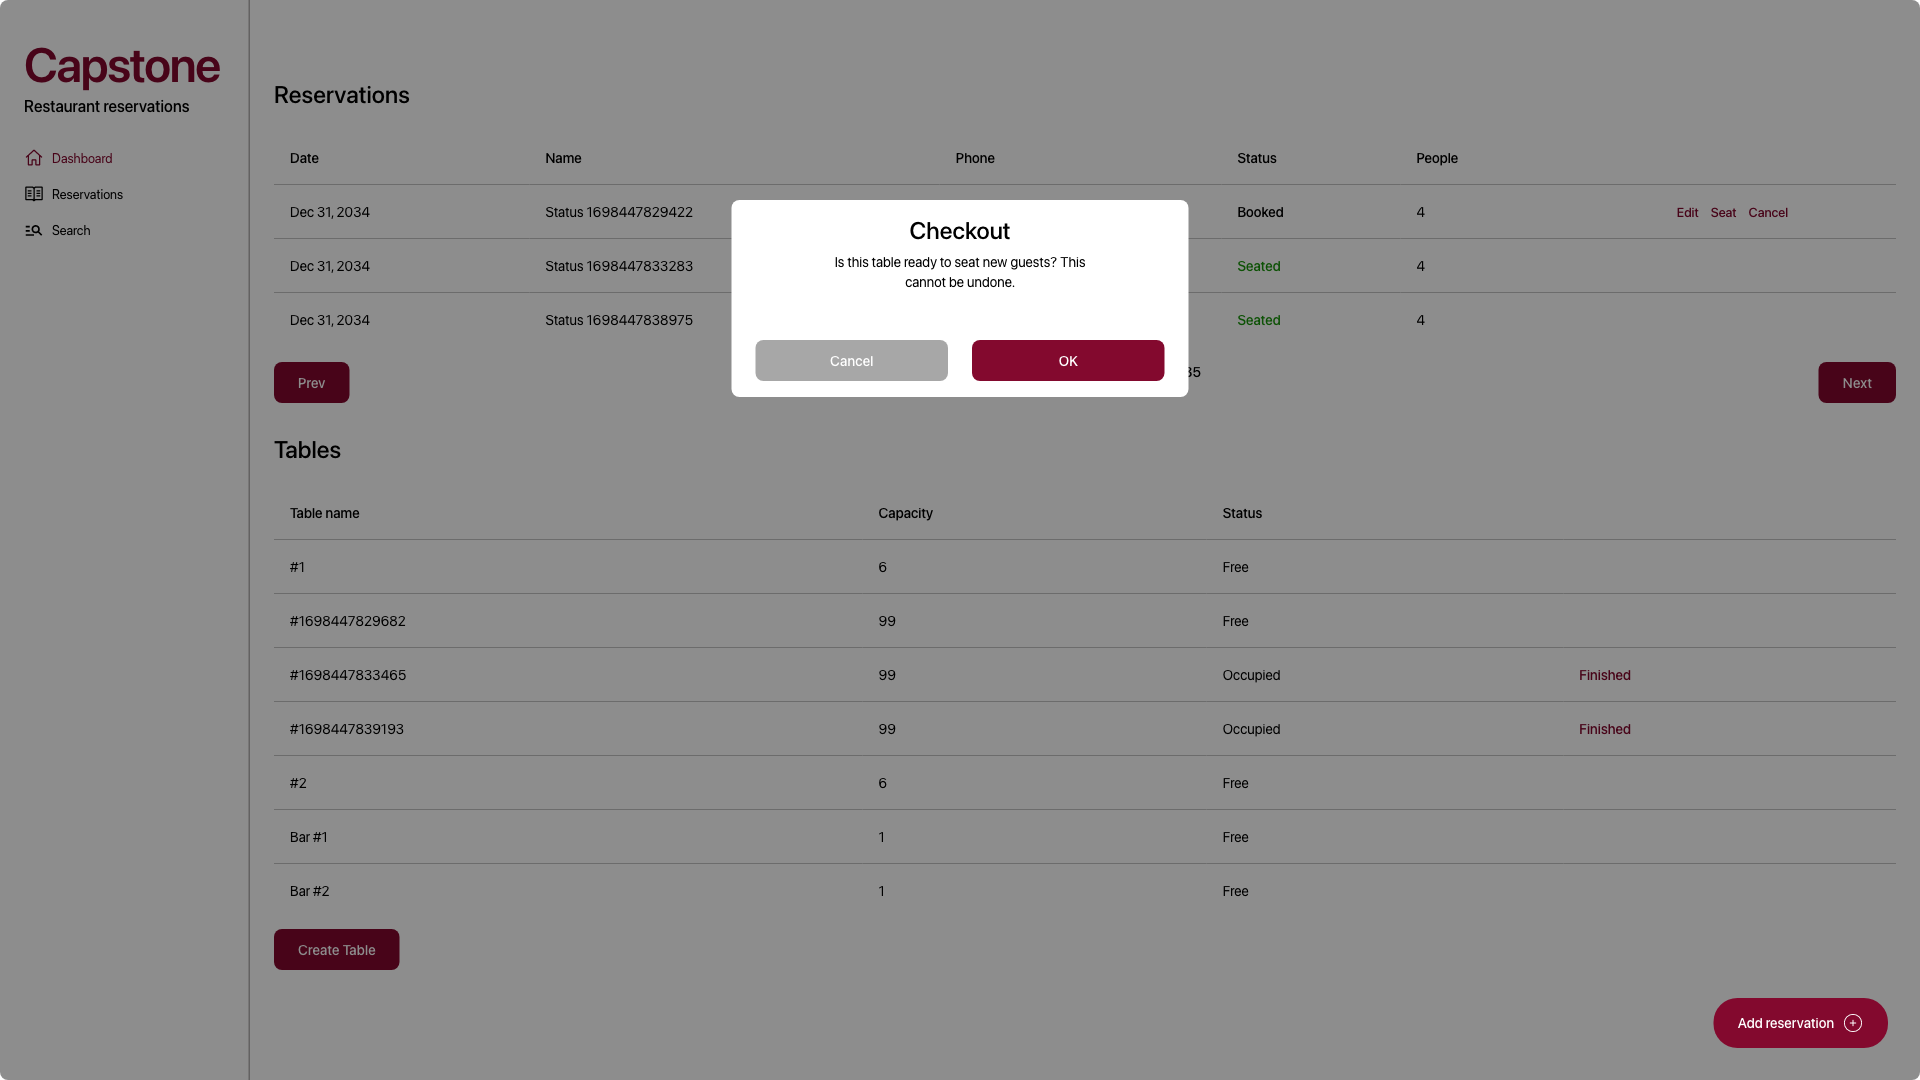 Capstone
Restaurant reservations
Dashboard
Reservations
Search
Reservations
Date Name Phone Status People
Dec 31, 2034 Status 1698447829422 Booked 4 Edit Seat Cancel
Dec 31, 2034 Status 1698447833283 Seated 4
Dec 31, 2034 Status 1698447838975 Seated 4
Checkout
Is this table ready to seat new guests? This
cannot be undone.
Cancel OK
Prev Next
Tables
Table name Capacity Status
#1 6 Free
#1698447829682 99 Free
#1698447833465 99 Occupied Finished
#1698447839193 99 Occupied Finished
#2 6 Free
Bar #1 1 Free
Bar #2 1 Free
Create Table
Add reservation